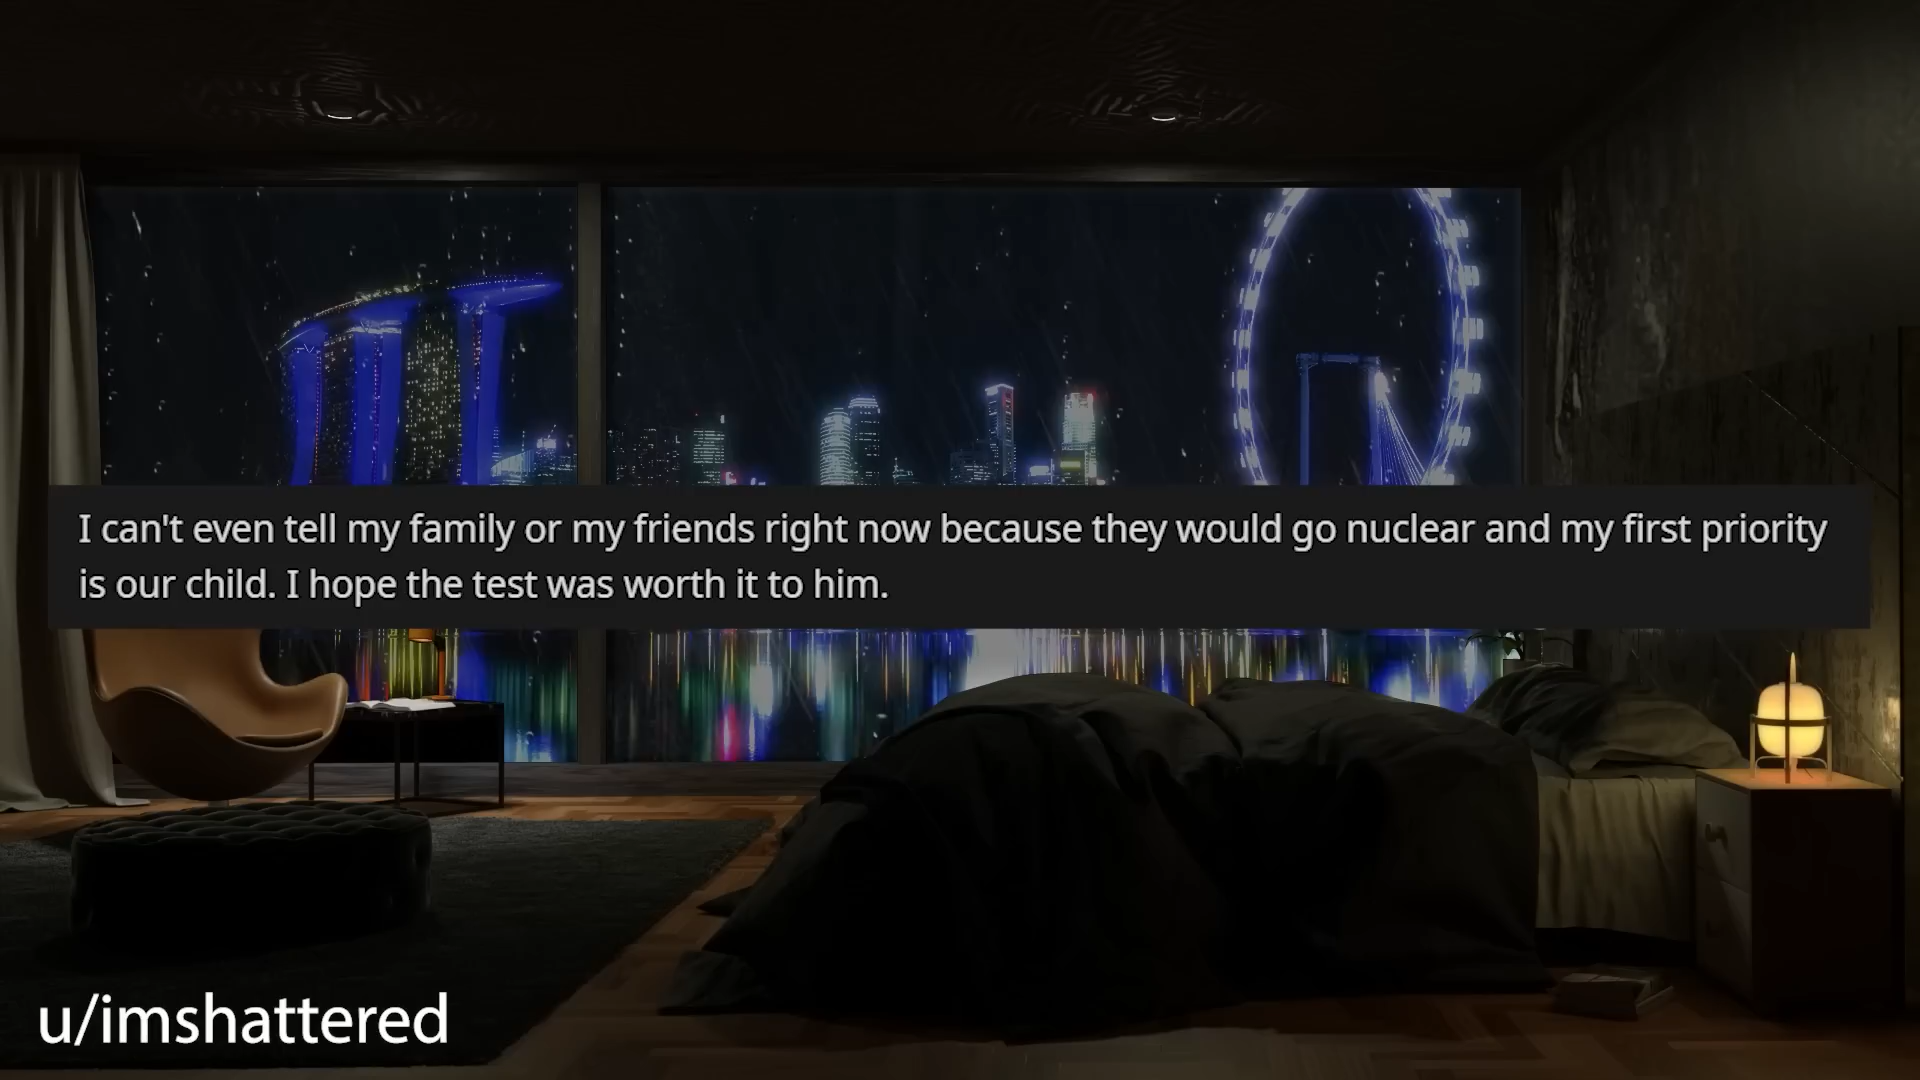 I can't even tell my family or my friends right now because they would go nuclear and my first priority
is our child. I hope the test was worth it to him.
u/imshattered